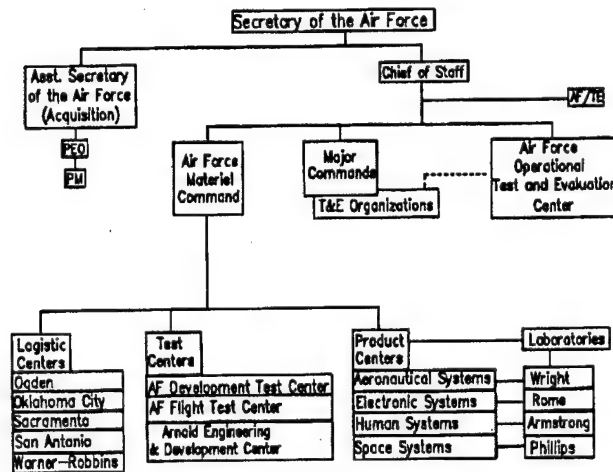 Secretary of the Air Force
Asst. Secretary
of the Air Force
(Acquisition)
Chief of Staff
AF/TE
PEO
PM
Air Force
Materiel
Command
Major
Commands
T&E Organizations
Air Force
Operational
Test and Evaluation
Center
Logistic
Centers
Ogden
Oklahoma City
Sacramento
San Antonio
Warner-Robbins
Test
Centers
AF Development Test Center
AF Flight Test Center
Arnold Engineering
& Development Center
Product
Centers
Aeronautical Systems
Electronic Systems
Human Systems
Space Systems
Laboratories
Wright
Rome
Armstrong
Phillips